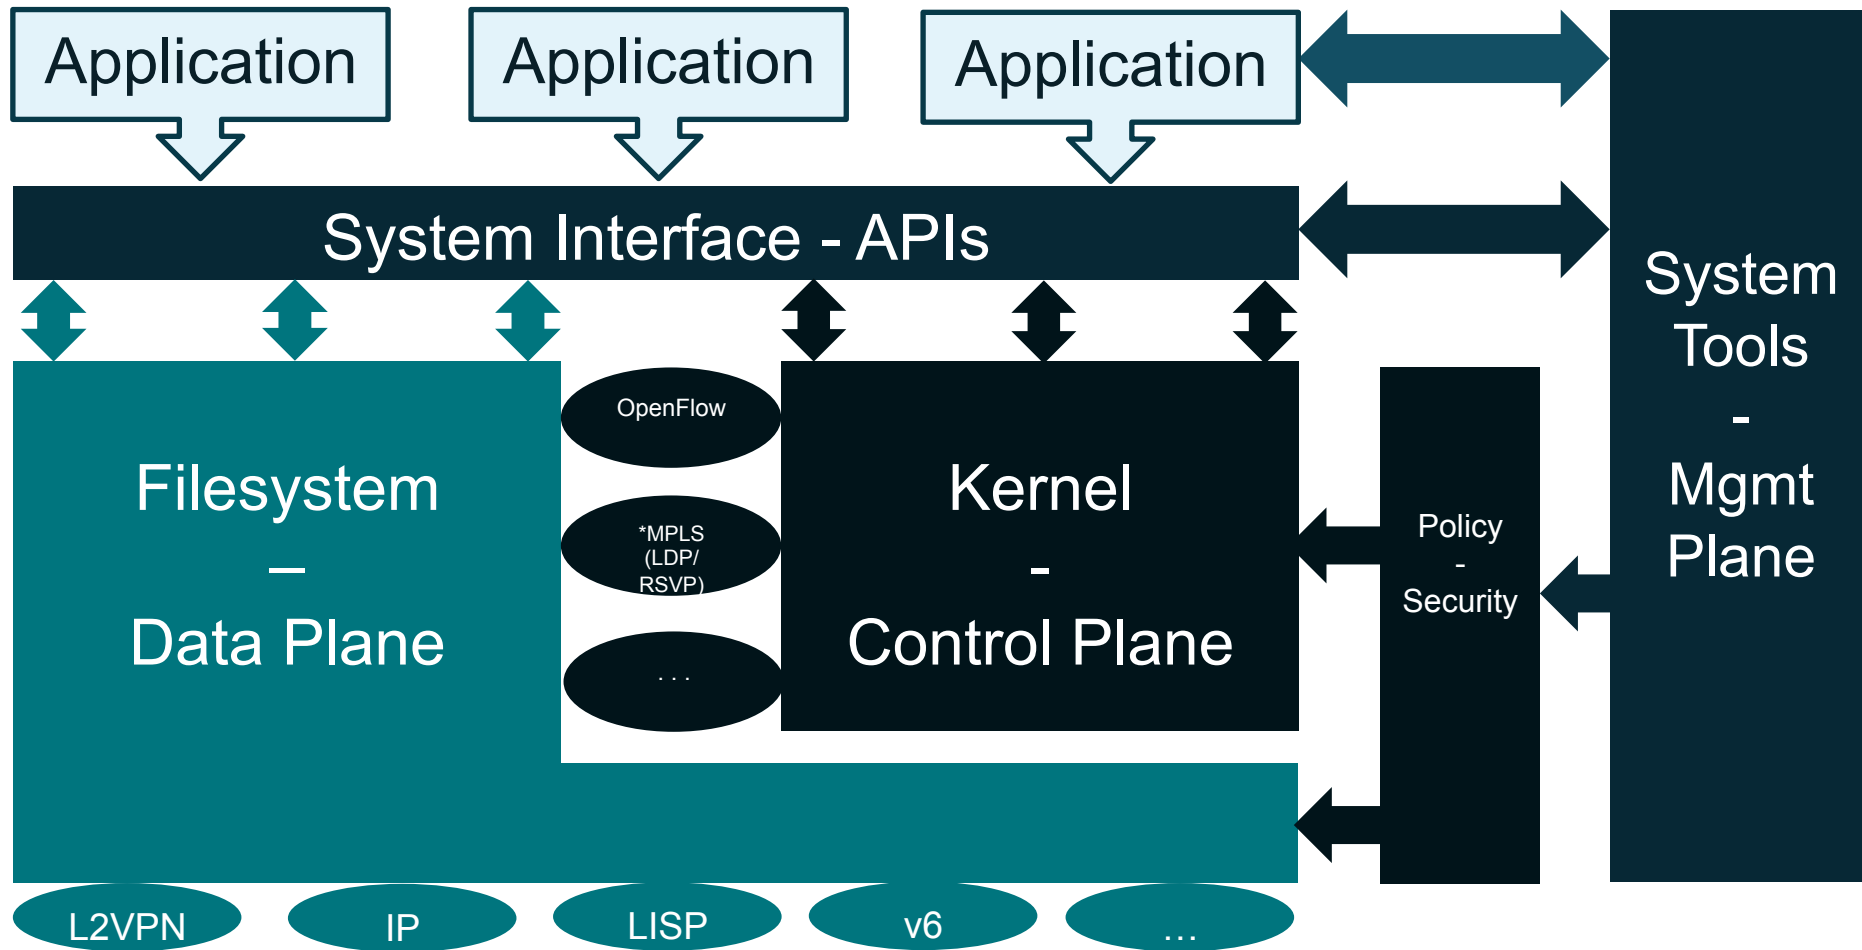 Application
Application
Application
System Interface - APIs
System
Tools
-
Mgmt
Plane
Filesystem
–
Data Plane
OpenFlow
*MPLS
(LDP/
RSVP)
. . .
Kernel
-
Control Plane
Policy
-
Security
L2VPN
IP
LISP
v6
...